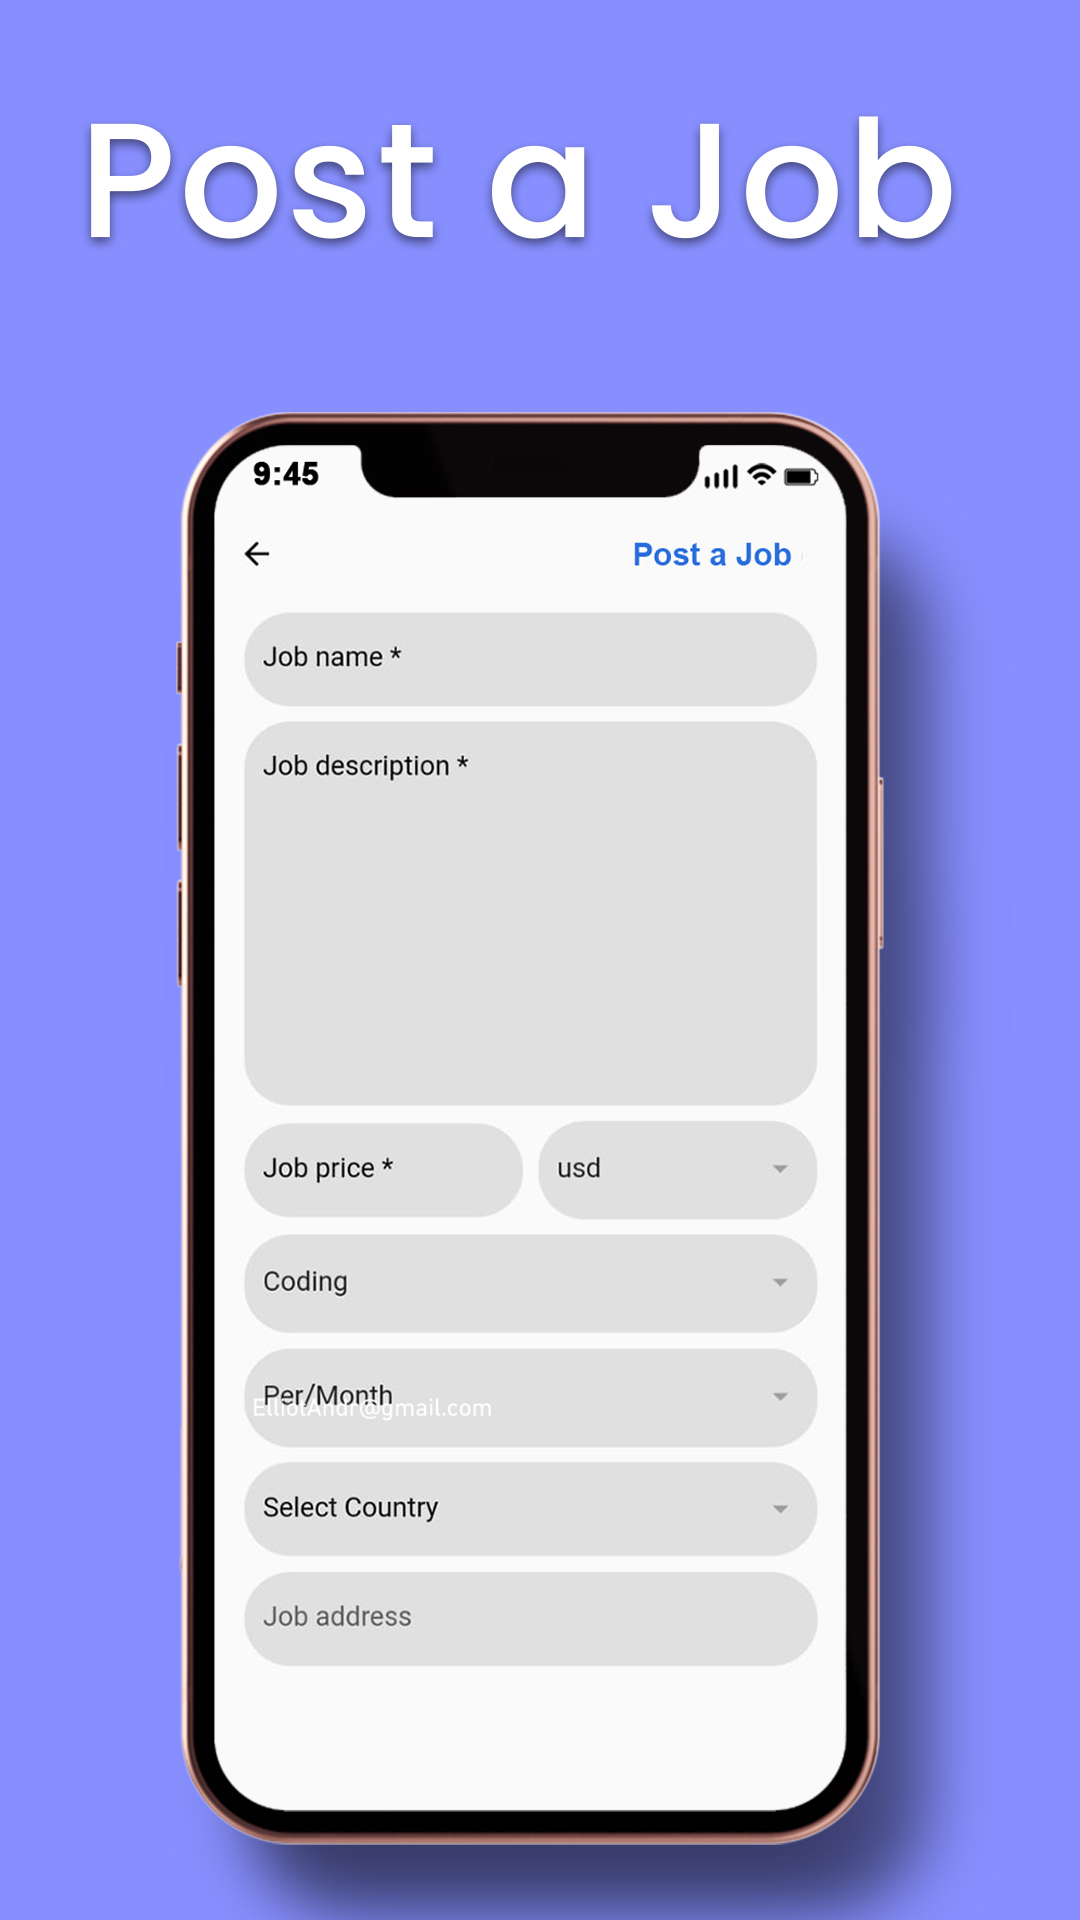 Post a Job
9:45
Post a Job
Job name *
Job description *
Job price *
usd
Coding
Per/Month
ElliotAndr@gmail.com
Select Country
Job address